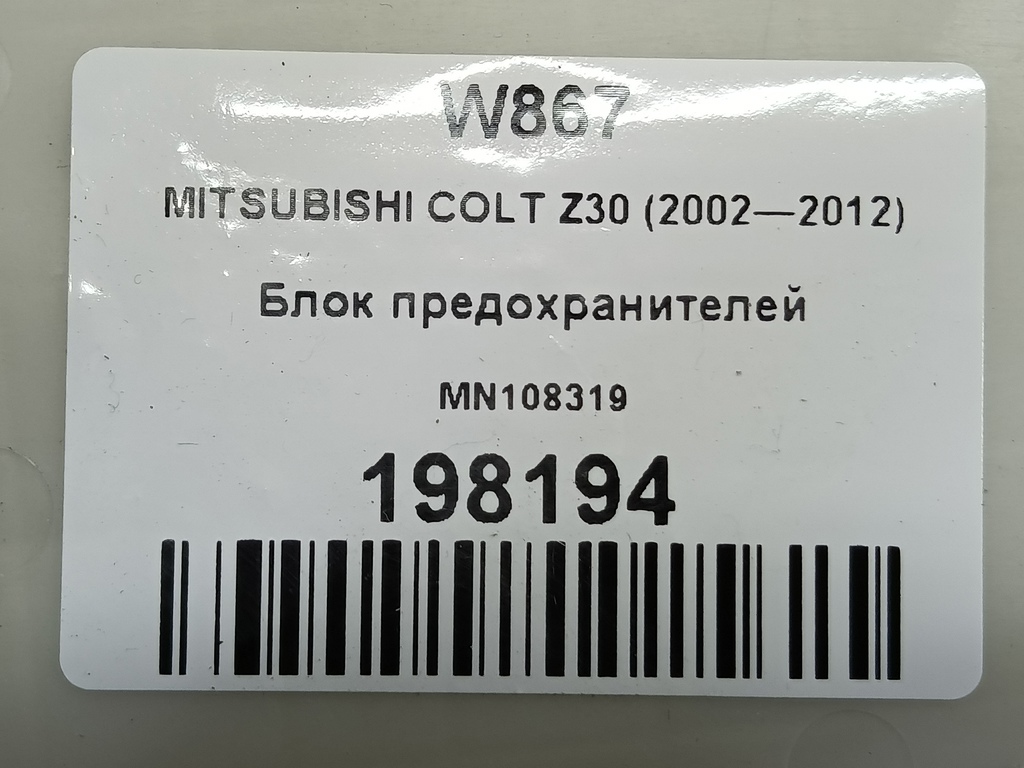 W867
MITSUBISHI COLT Z30 (2002—2012)
Блок предохранителей
MN108319
198194